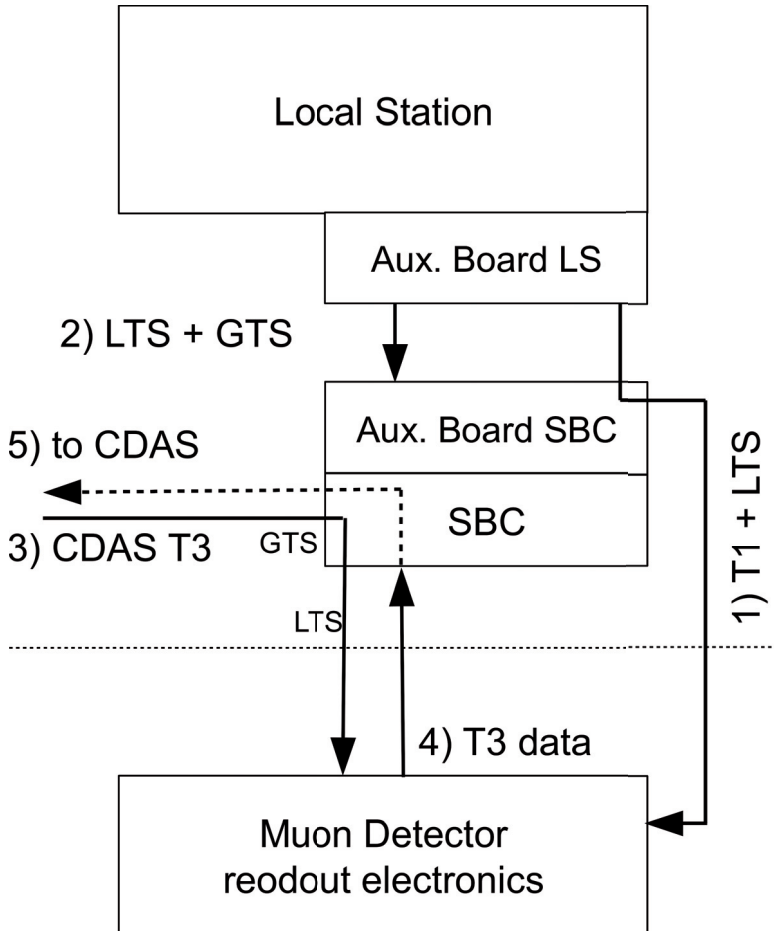 Local Station
Aux. Board LS
2) LTS + GTS
Aux. Board SBC
5) to CDAS
SBC
3) CDAS T3
GTS
1) T1 + LTS
LTS
4) T3 data
Muon Detector
reodout electronics